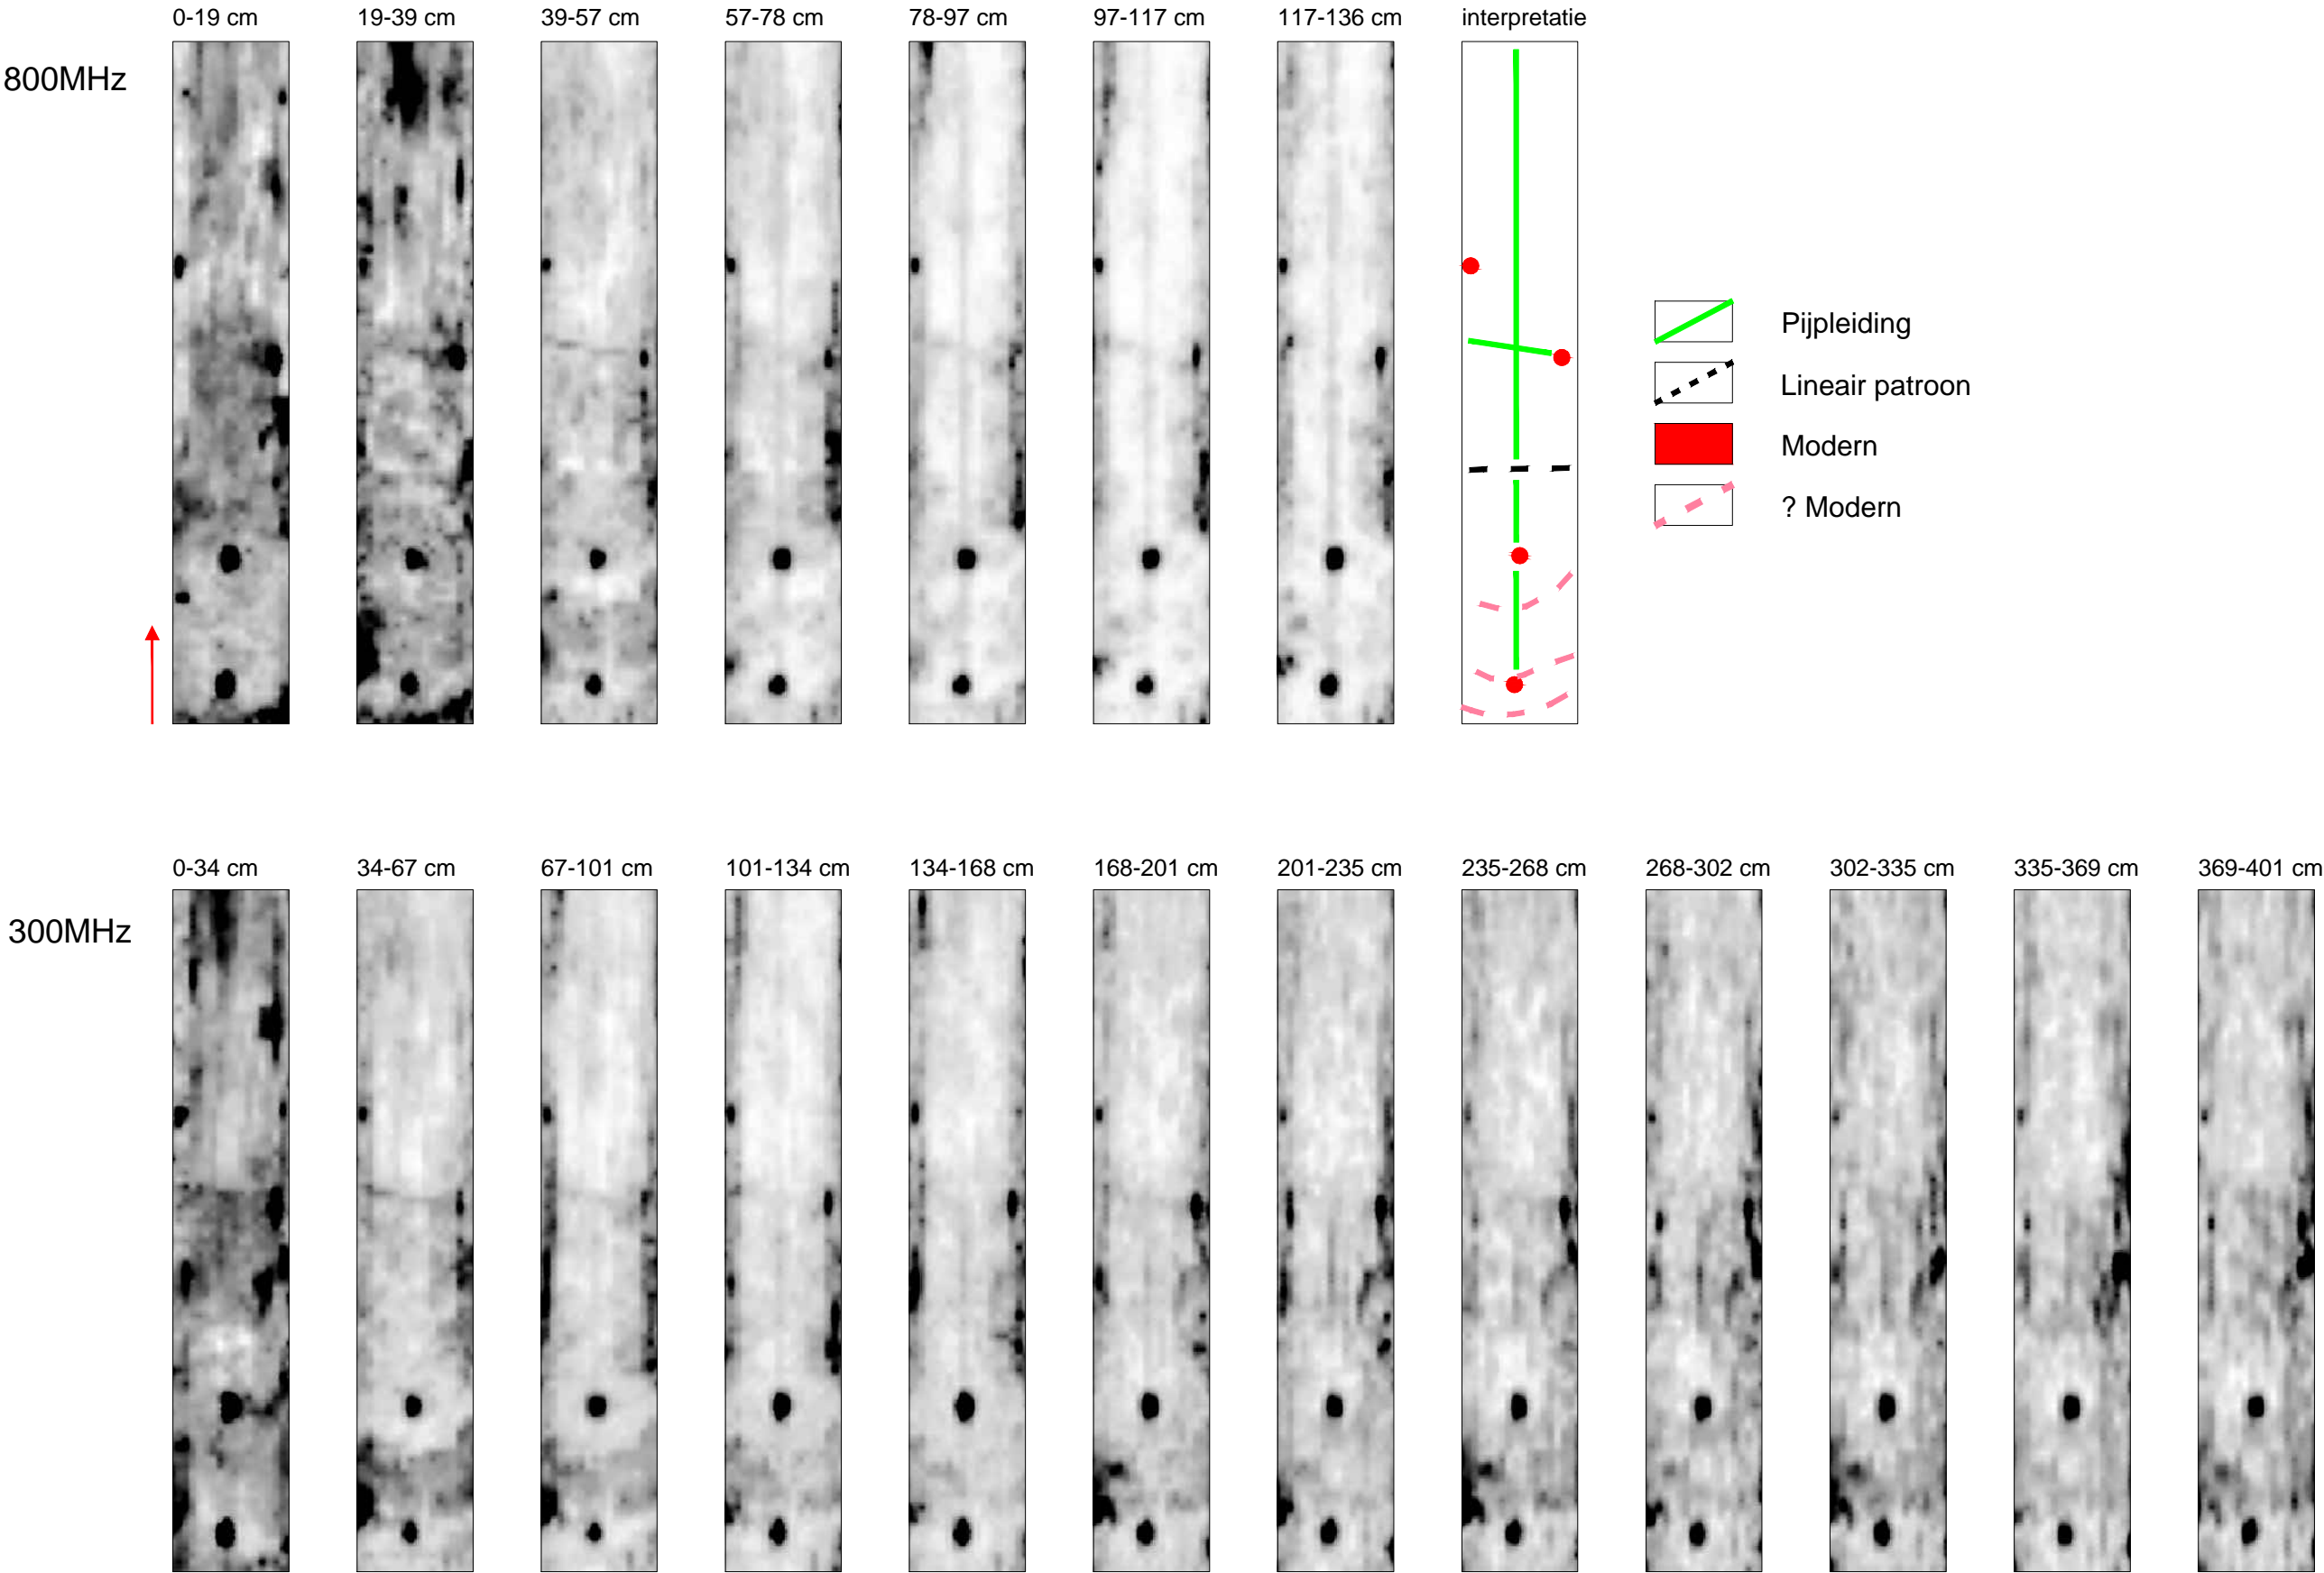 0-19 cm 19-39 cm 39-57 cm 57-78 cm 78-97 cm 97-117 cm 117-136 cm interpretatie
800MHz
Pijpleiding
Lineair patroon
Modern
? Modern
0-34 cm 34-67 cm 67-101 cm 101-134 cm 134-168 cm 168-201 cm 201-235 cm 235-268 cm 268-302 cm 302-335 cm 335-369 cm 369-401 cm
300MHz